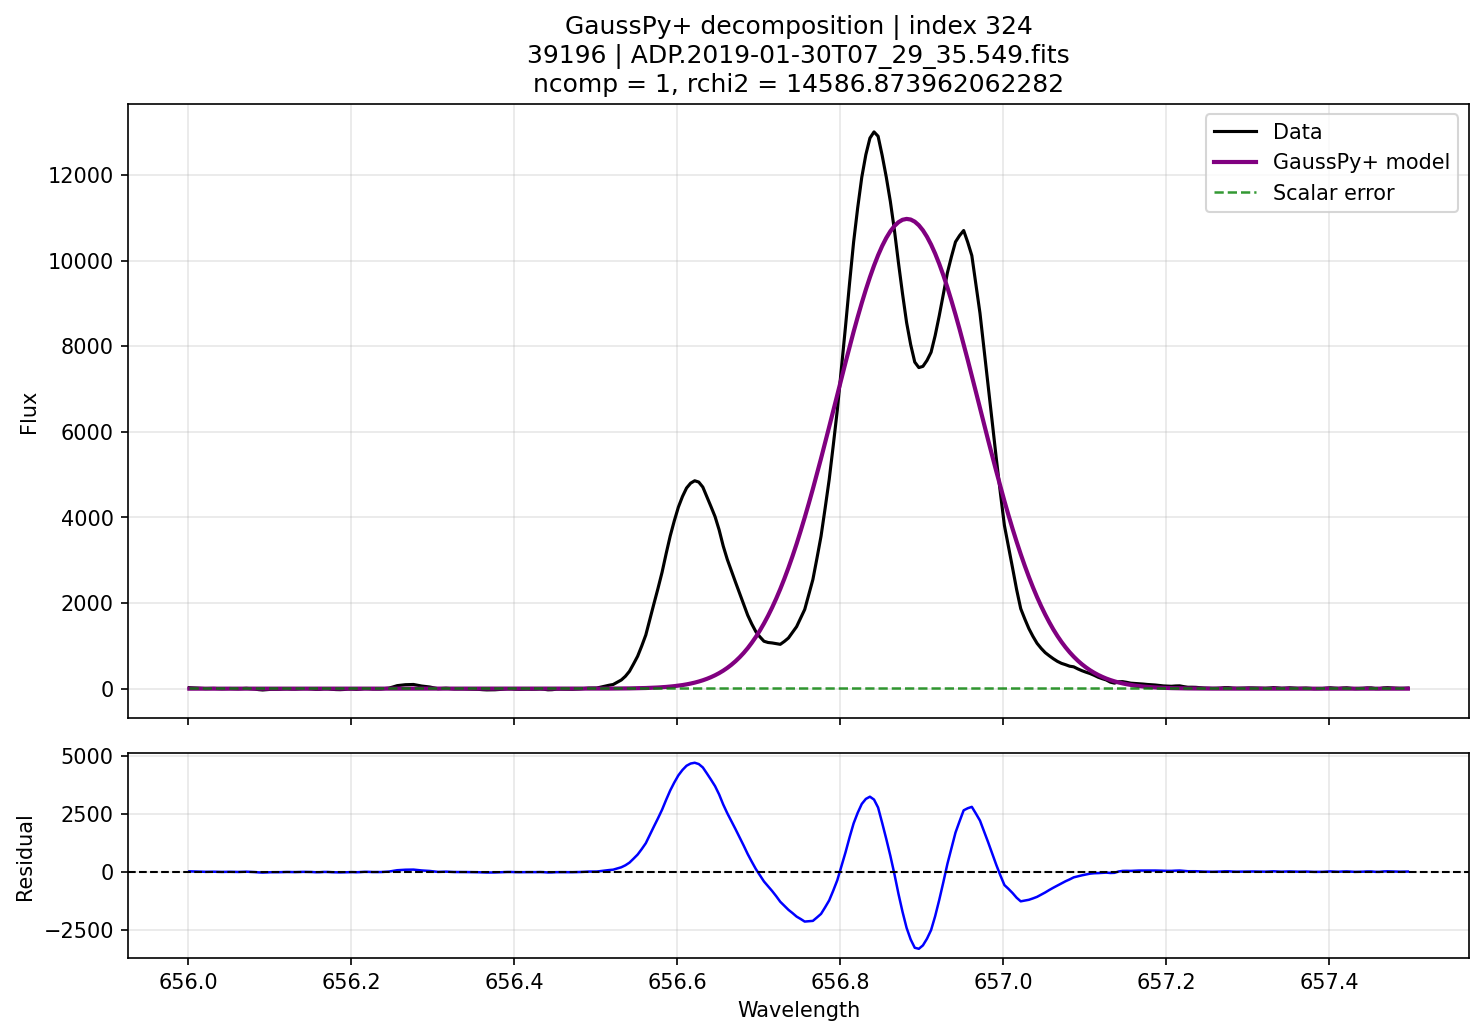 GaussPy+ decomposition | index 324
39196 | ADP.2019-01-30T07_29_35.549.fits
ncomp = 1, rchi2 = 14586.873962062282
Data
GaussPy+ model
Scalar error
12000
10000
8000
6000
4000
2000
0
Flux
5000
2500
0
−2500
Residual
656.0
656.2
656.4
656.6
656.8
657.0
657.2
657.4
Wavelength